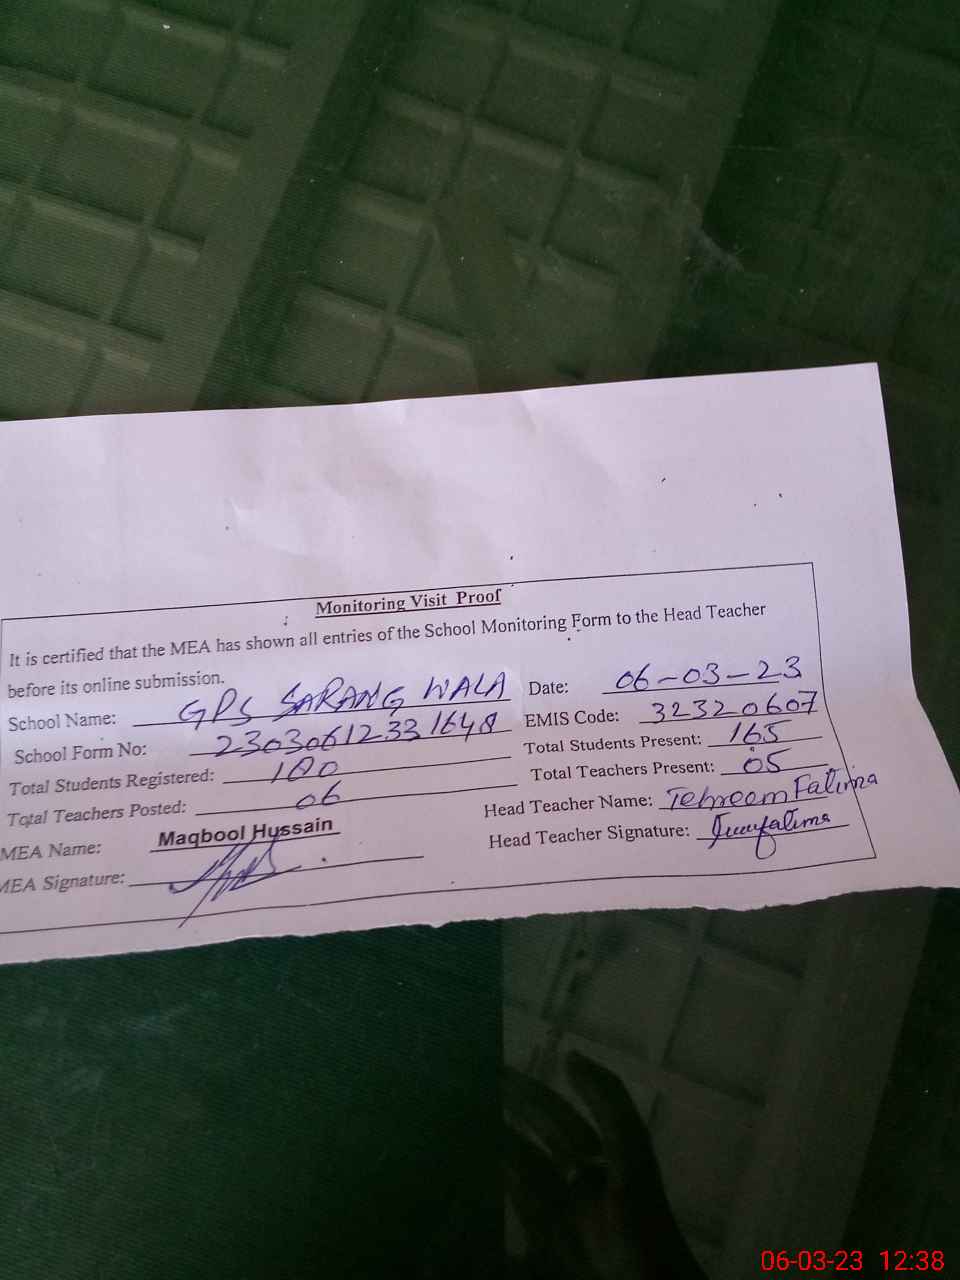 Monitoring Visit Proof
It is certified that the MEA has shown all entries of the School Monitoring Form to the Head Teacher
before its online submission.
School Name: GPS SARANG WALA Date: 06-03-23
School Form No: 23030612331648 EMIS Code: 32320607
Total Students Registered: Total Students Present: 165
Total Teachers Posted: 06 Total Teachers Present: 05
MEA Name: Maqbool Hussain Head Teacher Name: Tehreem Fatima
MEA Signature: Head Teacher Signature:
06-03-23 12:38